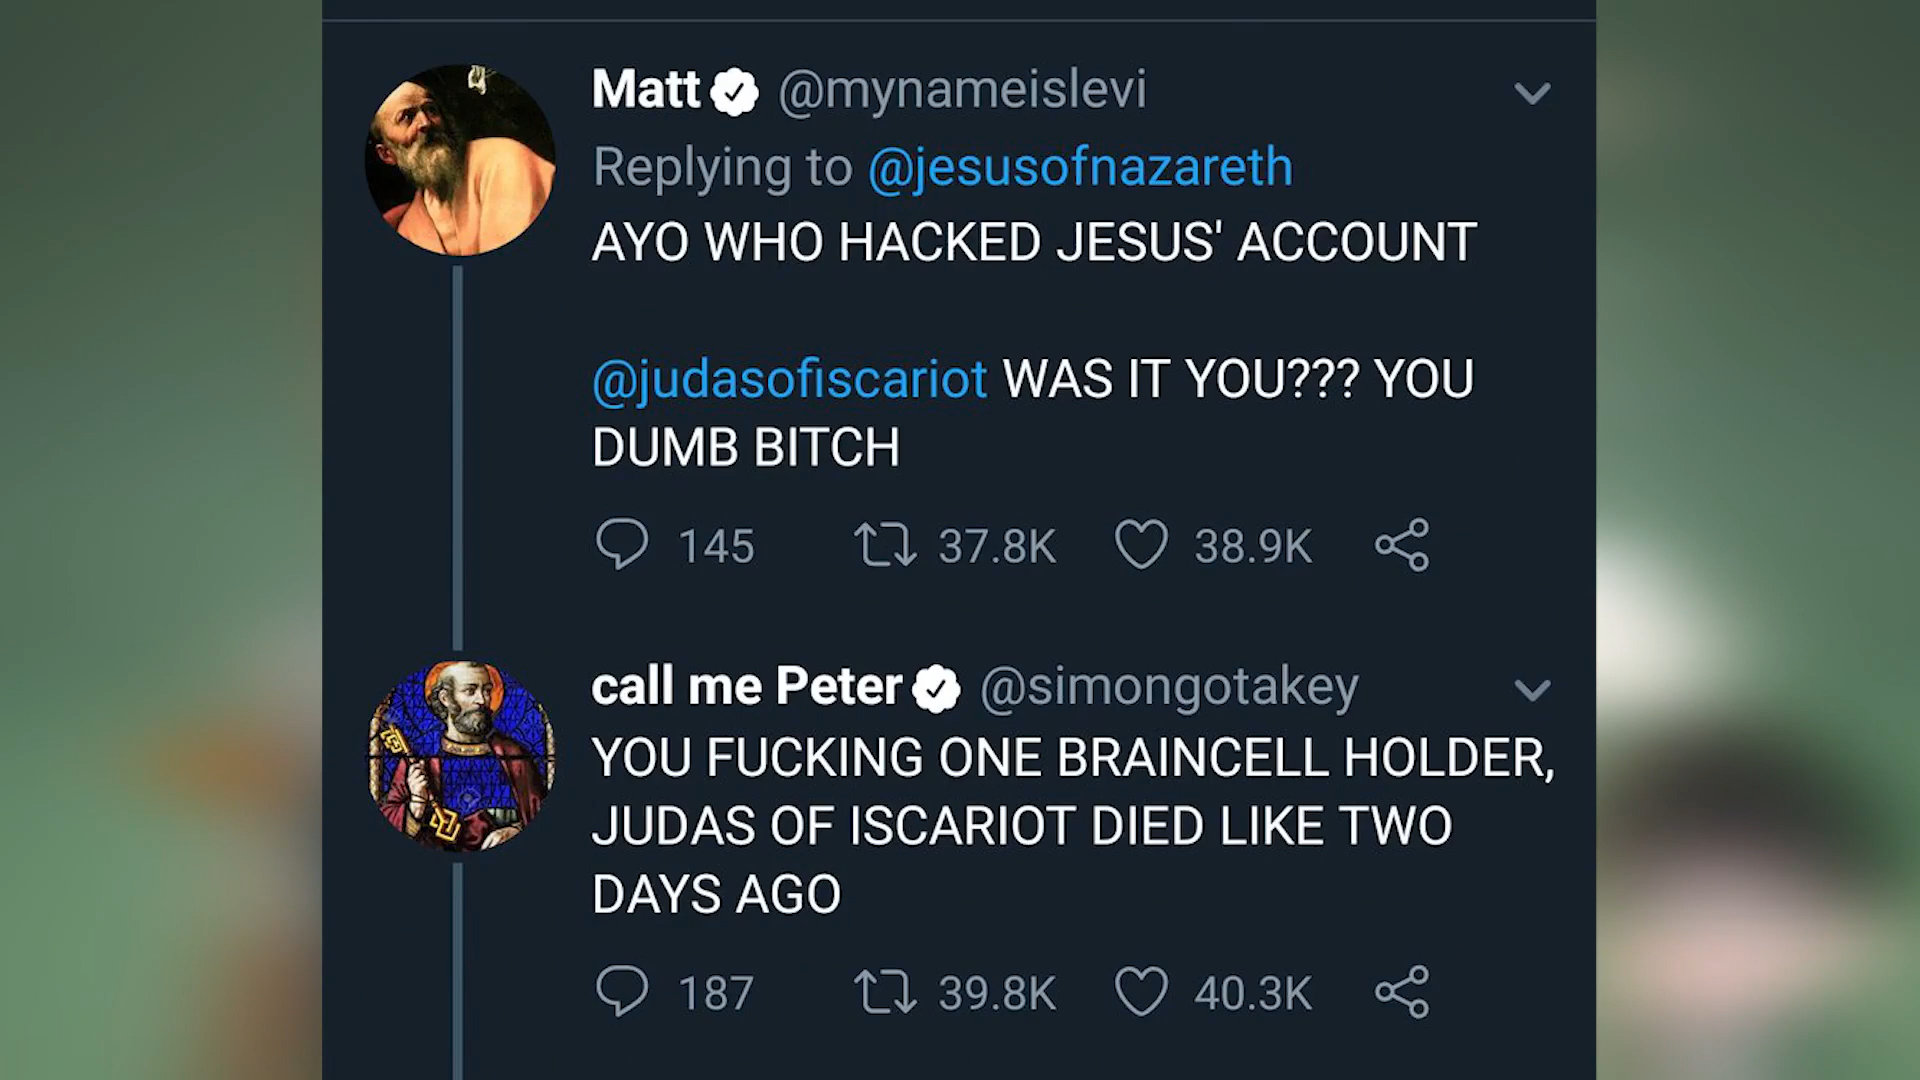 Matt @mynameislevi
Replying to @jesusofnazareth
AYO WHO HACKED JESUS' ACCOUNT
@judasofiscariot WAS IT YOU??? YOU
DUMB BITCH
145 37.8K 38.9K
call me Peter @simongotakey
YOU FUCKING ONE BRAINCELL HOLDER,
JUDAS OF ISCARIOT DIED LIKE TWO
DAYS AGO
187 39.8K 40.3K